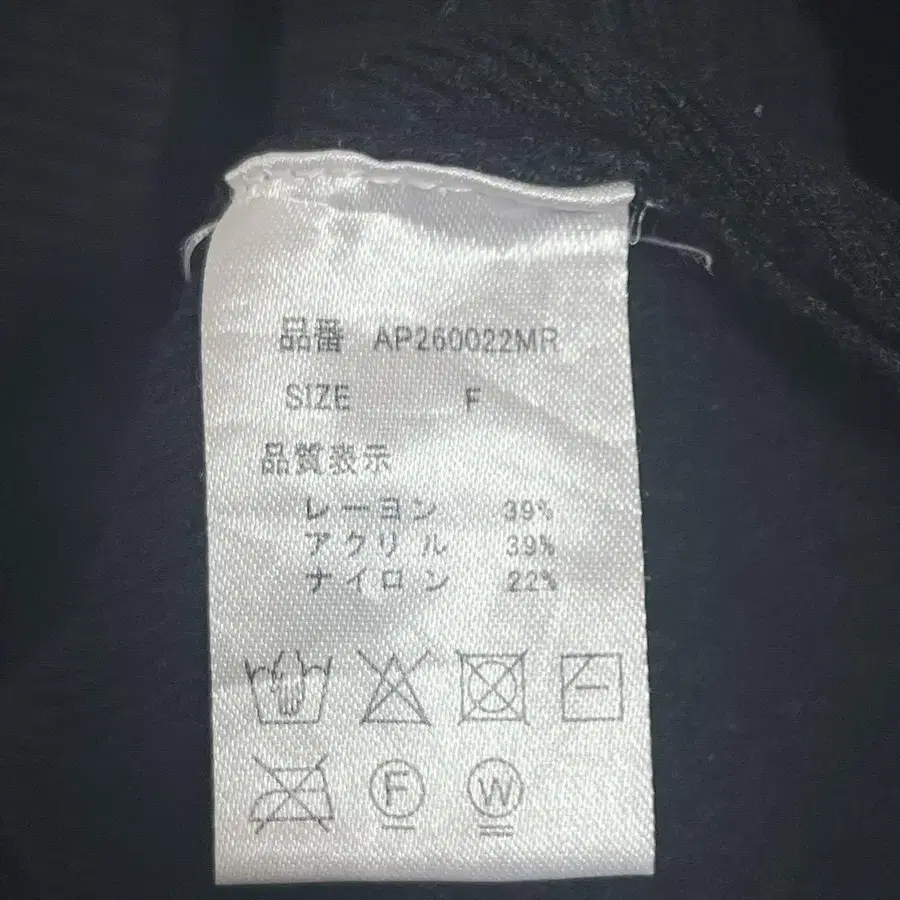 品番 AP260022MR
SIZE F
品質表示
レーヨン 39%
アクリル 39%
ナイロン 22%
F W